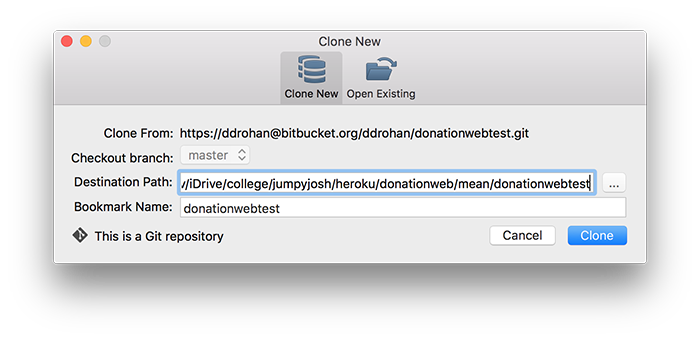 Clone New
Clone New Open Existing
Clone From: https://ddrohan@bitbucket.org/ddrohan/donationwebtest.git
Checkout branch: master
Destination Path: /iDrive/college/jumpyjosh/heroku/donationweb/mean/donationwebtest ...
Bookmark Name: donationwebtest
This is a Git repository Cancel Clone